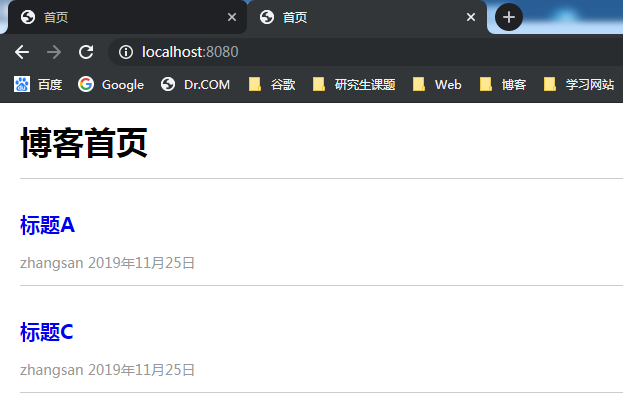 首页 首页
localhost:8080
百度 Google Dr.COM 谷歌 研究生课题 Web 博客 学习网站
博客首页
标题A
zhangsan 2019年11月25日
标题C
zhangsan 2019年11月25日